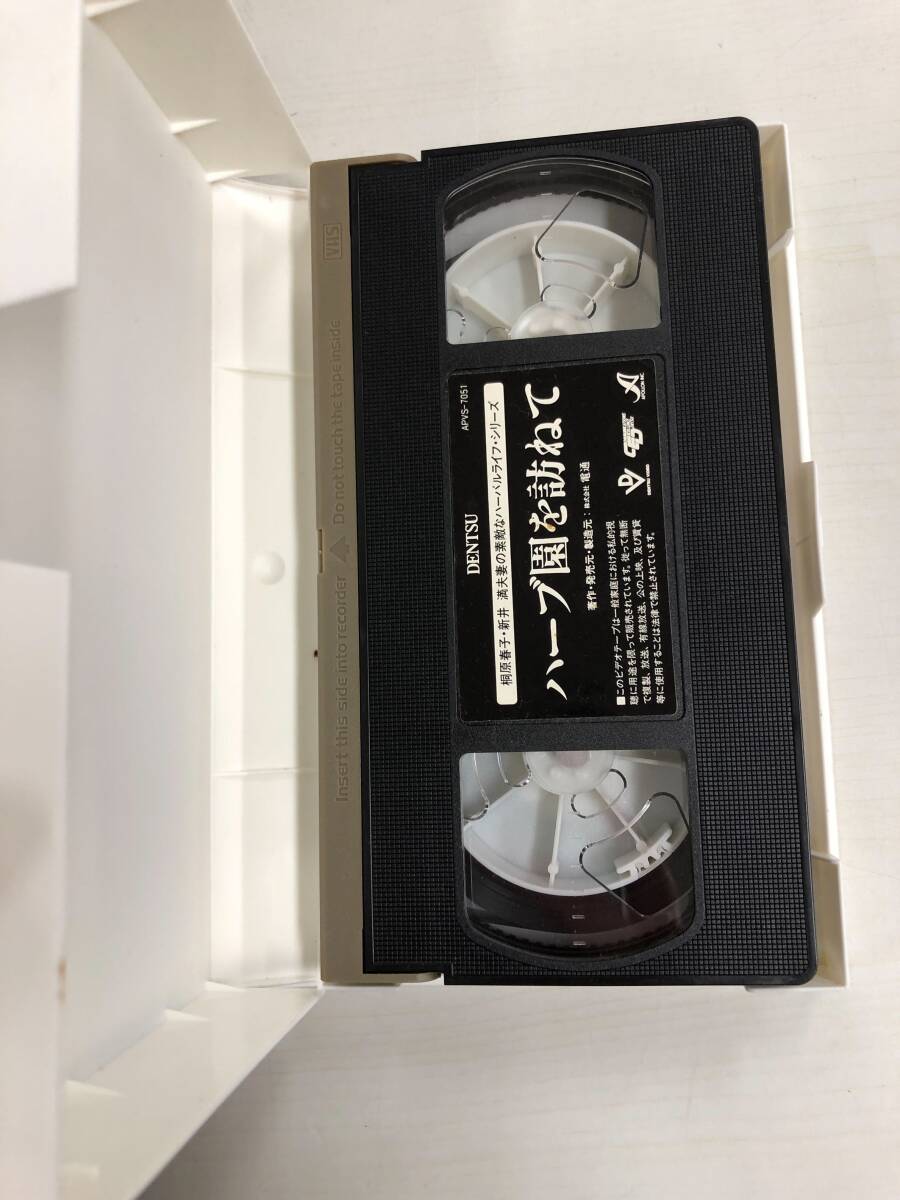 VHS
Insert this side into recorder ▲ Do not touch the tape inside
APVS-7051
DENTSU
桐原春子・新井 満夫妻の素敵なハーバルライフ・シリーズ
ハーブ園を訪ねて
著作・発売元・製造元：株式会社 電通
■このビデオテープは一般家庭における私的視
聴に用途を限って販売されています。従って無断
で複製、放送、有線放送、公の上映、及び賃貸
等に使用することは法律で禁止されています。
DENTSU VIDEO